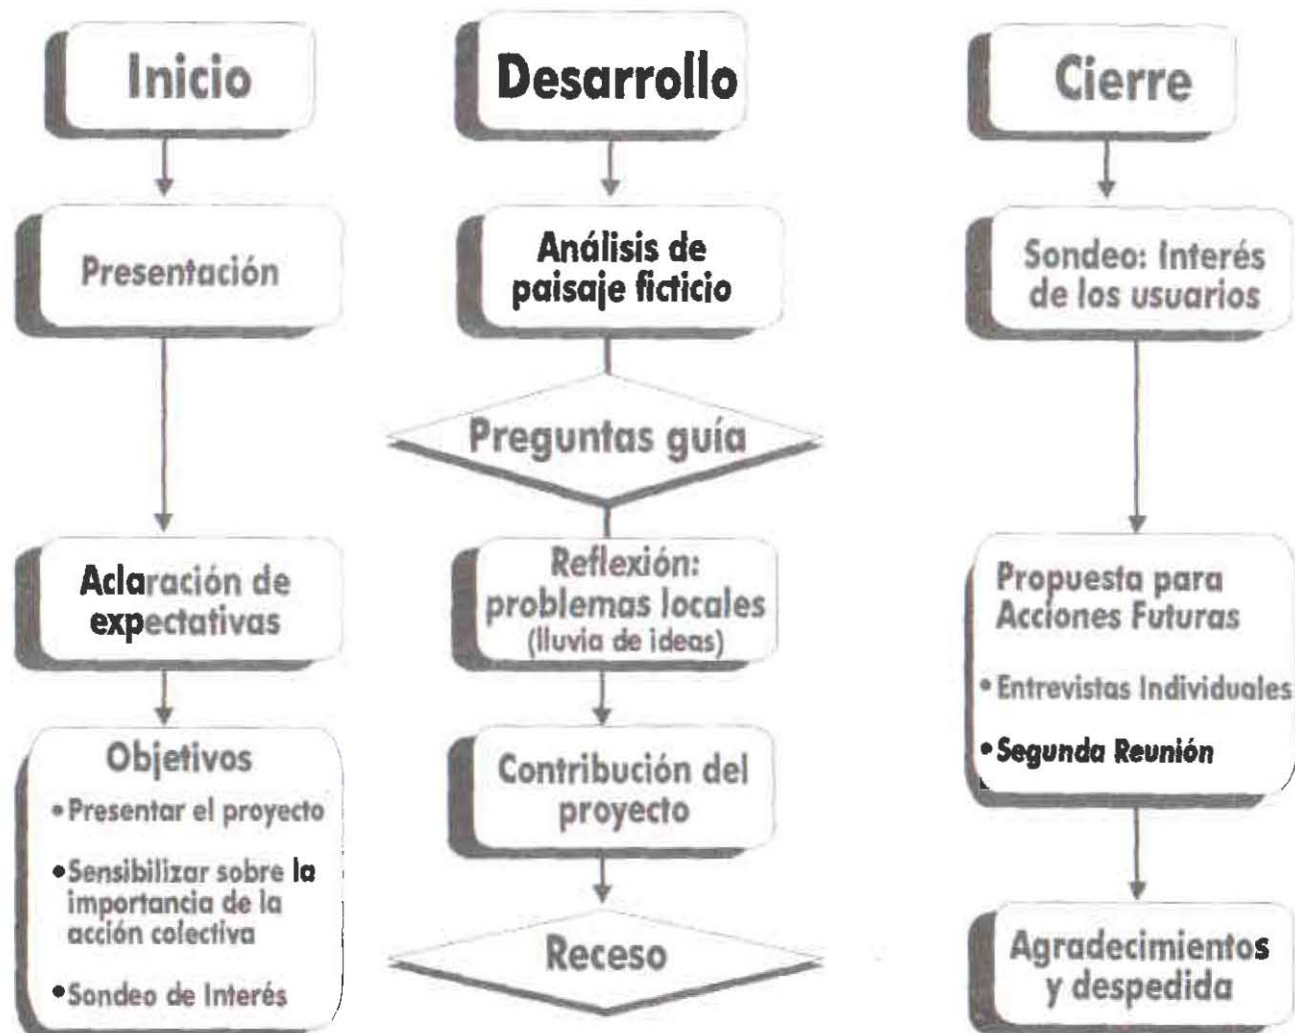 Inicio
Presentación
Aclaración de
expectativas
Objetivos
• Presentar el proyecto
• Sensibilizar sobre la
importancia de la
acción colectiva
• Sondeo de Interés
Desarrollo
Análisis de
paisaje ficticio
Preguntas guía
Reflexión:
problemas locales
(lluvia de ideas)
Contribución del
proyecto
Receso
Cierre
Sondeo: Interés
de los usuarios
Propuesta para
Acciones Futuras
• Entrevistas Individuales
• Segunda Reunión
Agradecimientos
y despedida